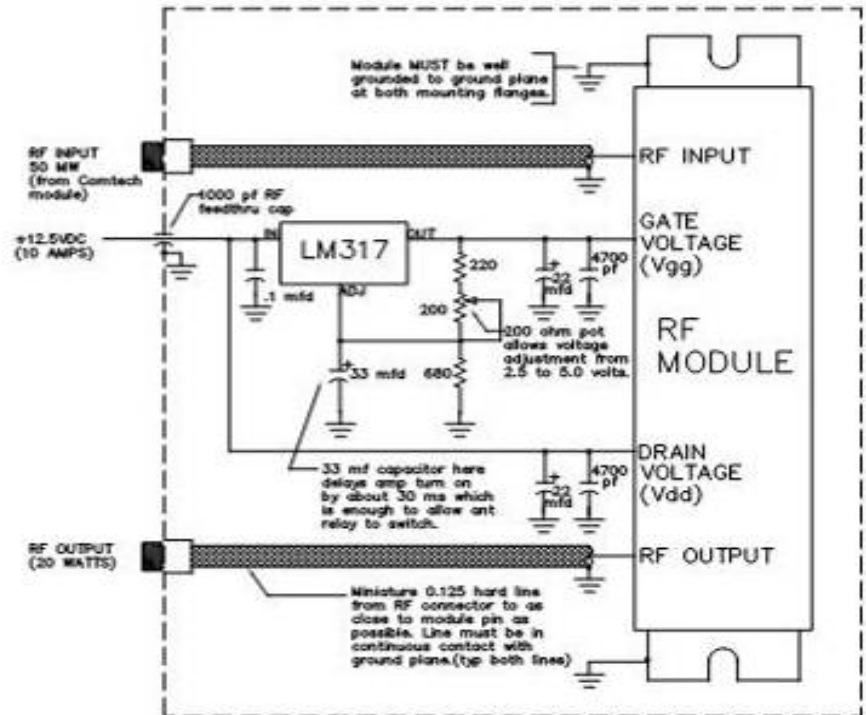 Module MUST be well
grounded to ground plane
at both mounting flanges.
RF INPUT
50 MW
(from Comtech
module)
RF INPUT
1000 pf RF
feedthru cap
+12.5VDC
(10 AMPS)
IN
LM317
OUT
ADJ
.1 mfd
220
200
200 ohm pot
allows voltage
adjustment from
2.5 to 5.0 volts.
680
33 mfd
22
mfd
4700
pf
GATE
VOLTAGE
(Vgg)
RF
MODULE
33 mf capacitor here
delays amp turn on
by about 30 ms which
is enough to allow ant
relay to switch.
22
mfd
4700
pf
DRAIN
VOLTAGE
(Vdd)
RF OUTPUT
(20 WATTS)
RF OUTPUT
Miniature 0.125 hard line
from RF connector to as
close to module pin as
possible. Line must be in
continuous contact with
ground plane.(typ both lines)